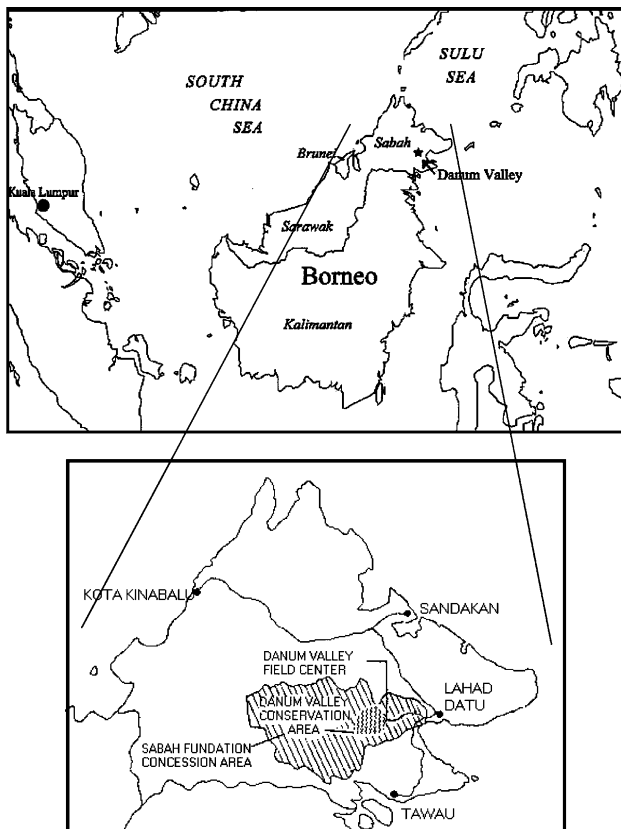 SULU
SEA
SOUTH
CHINA
SEA
Brunei
Sabah
Danum Valley
Kuala Lumpur
Sarawak
Borneo
Kalimantan
KOTA KINABALU
SANDAKAN
DANUM VALLEY
FIELD CENTER
LAHAD
DATU
DANUM VALLEY
CONSERVATION
AREA
SABAH FUNDATION
CONCESSION AREA
TAWAU